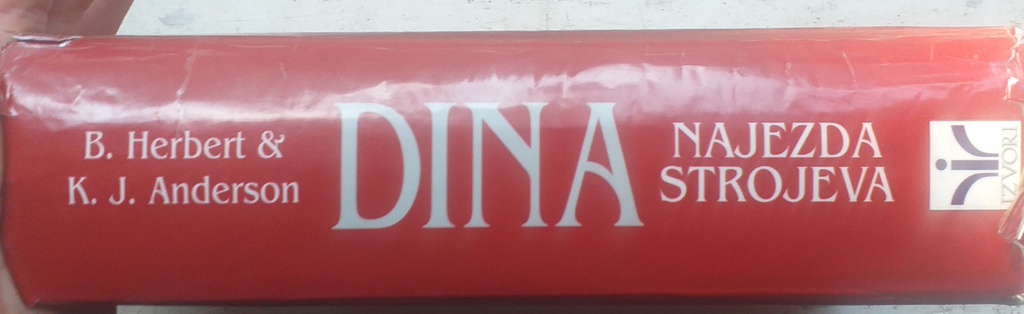 B. Herbert &
K. J. Anderson
DINA
NAJEZDA
STROJEVA
IZVORI